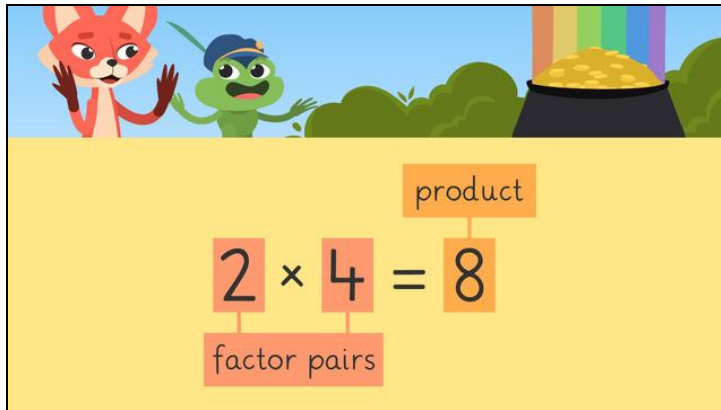 product
2 × 4 = 8
factor pairs